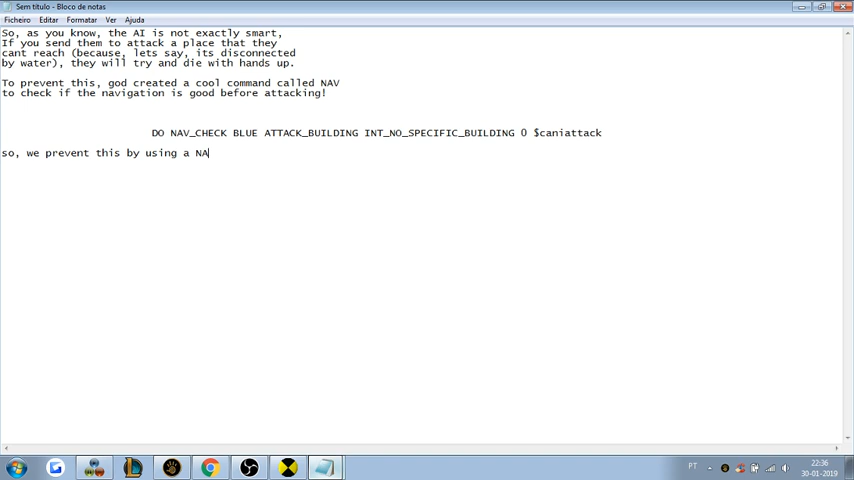 Sem título - Bloco de notas
Ficheiro Editar Formatar Ver Ajuda
So, as you know, the AI is not exactly smart,
If you send them to attack a place that they
cant reach (because, lets say, its disconnected
by water), they will try and die with hands up.
To prevent this, god created a cool command called NAV
to check if the navigation is good before attacking!
DO NAV_CHECK BLUE ATTACK_BUILDING INT_NO_SPECIFIC_BUILDING 0 $caniattack
so, we prevent this by using a NA
PT
22:36
30-01-2019